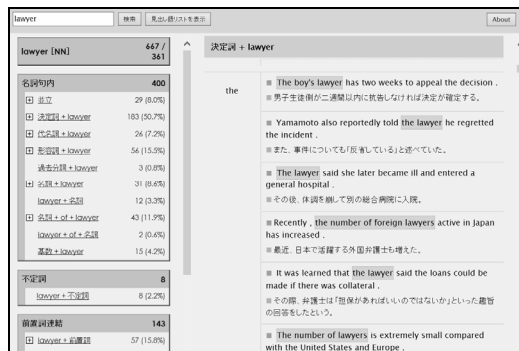 lawyer 検索 見出し語リストを表示 About
lawyer [NN] 667 / 361
名詞句内 400
並立 29 (8.0%)
決定詞 + lawyer 183 (50.7%)
代名詞 + lawyer 26 (7.2%)
形容詞 + lawyer 56 (15.5%)
過去分詞 + lawyer 3 (0.8%)
名詞 + lawyer 31 (8.6%)
lawyer + 名詞 12 (3.3%)
名詞 + of + lawyer 43 (11.9%)
lawyer + of + 名詞 2 (0.6%)
基数 + lawyer 15 (4.2%)
不定詞 8
lawyer + 不定詞 8 (2.2%)
前置詞連結 143
lawyer + 前置詞 57 (15.8%)
決定詞 + lawyer
the
The boy's lawyer has two weeks to appeal the decision .
男子生徒側が二週間以内に抗告しなければ決定が確定する。
Yamamoto also reportedly told the lawyer he regretted
the incident .
また、事件についても「反省している」と述べていた。
The lawyer said she later became ill and entered a
general hospital .
その後、体調を崩して別の総合病院に入院。
Recently , the number of foreign lawyers active in Japan
has increased .
最近、日本で活躍する外国弁護士も増えた。
It was learned that the lawyer said the loans could be
made if there was collateral .
その際、弁護士は「担保があればいいのではないか」といった趣旨
の回答をしたという。
The number of lawyers is extremely small compared
with the United States and Europe .